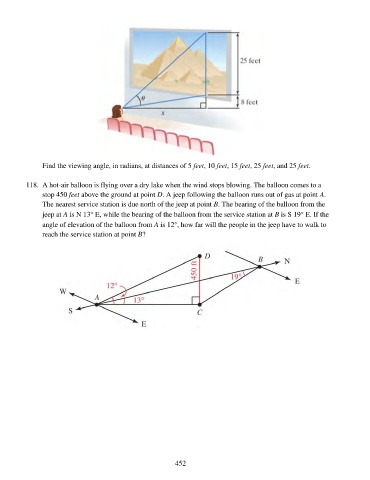 25 feet
8 feet
θ
x
Find the viewing angle, in radians, at distances of 5 feet, 10 feet, 15 feet, 25 feet, and 25 feet.
118. A hot-air balloon is flying over a dry lake when the wind stops blowing. The balloon comes to a
stop 450 feet above the ground at point D. A jeep following the balloon runs out of gas at point A.
The nearest service station is due north of the jeep at point B. The bearing of the balloon from the
jeep at A is N 13° E, while the bearing of the balloon from the service station at B is S 19° E. If the
angle of elevation of the balloon from A is 12°, how far will the people in the jeep have to walk to
reach the service station at point B?
D
B
N
450 ft
19°
E
12°
W
A
13°
S
C
E
452